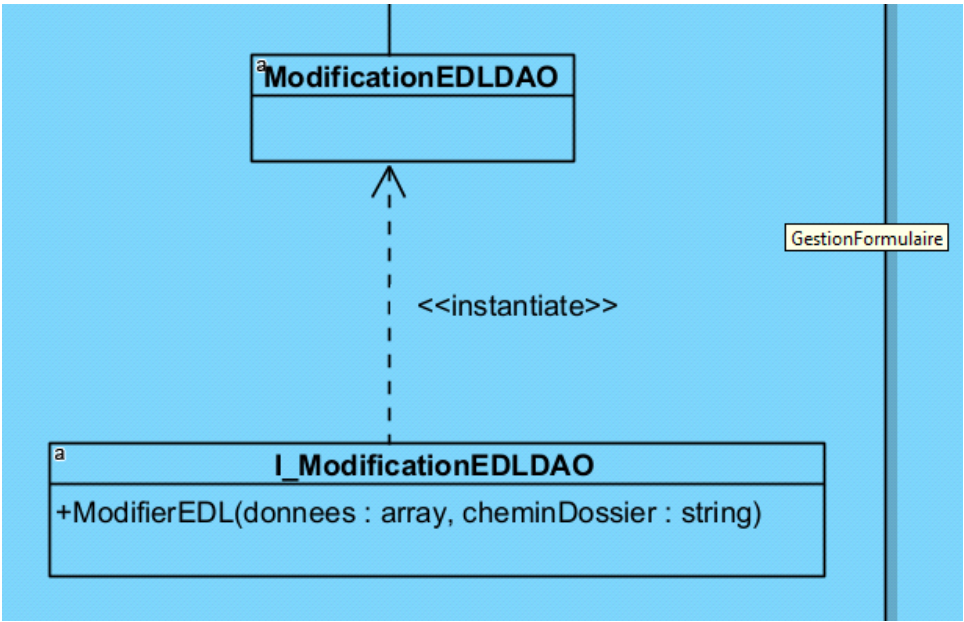 a
ModificationEDLDAO
GestionFormulaire
<<instantiate>>
a
I_ModificationEDLDAO
+ModifierEDL(donnees : array, cheminDossier : string)